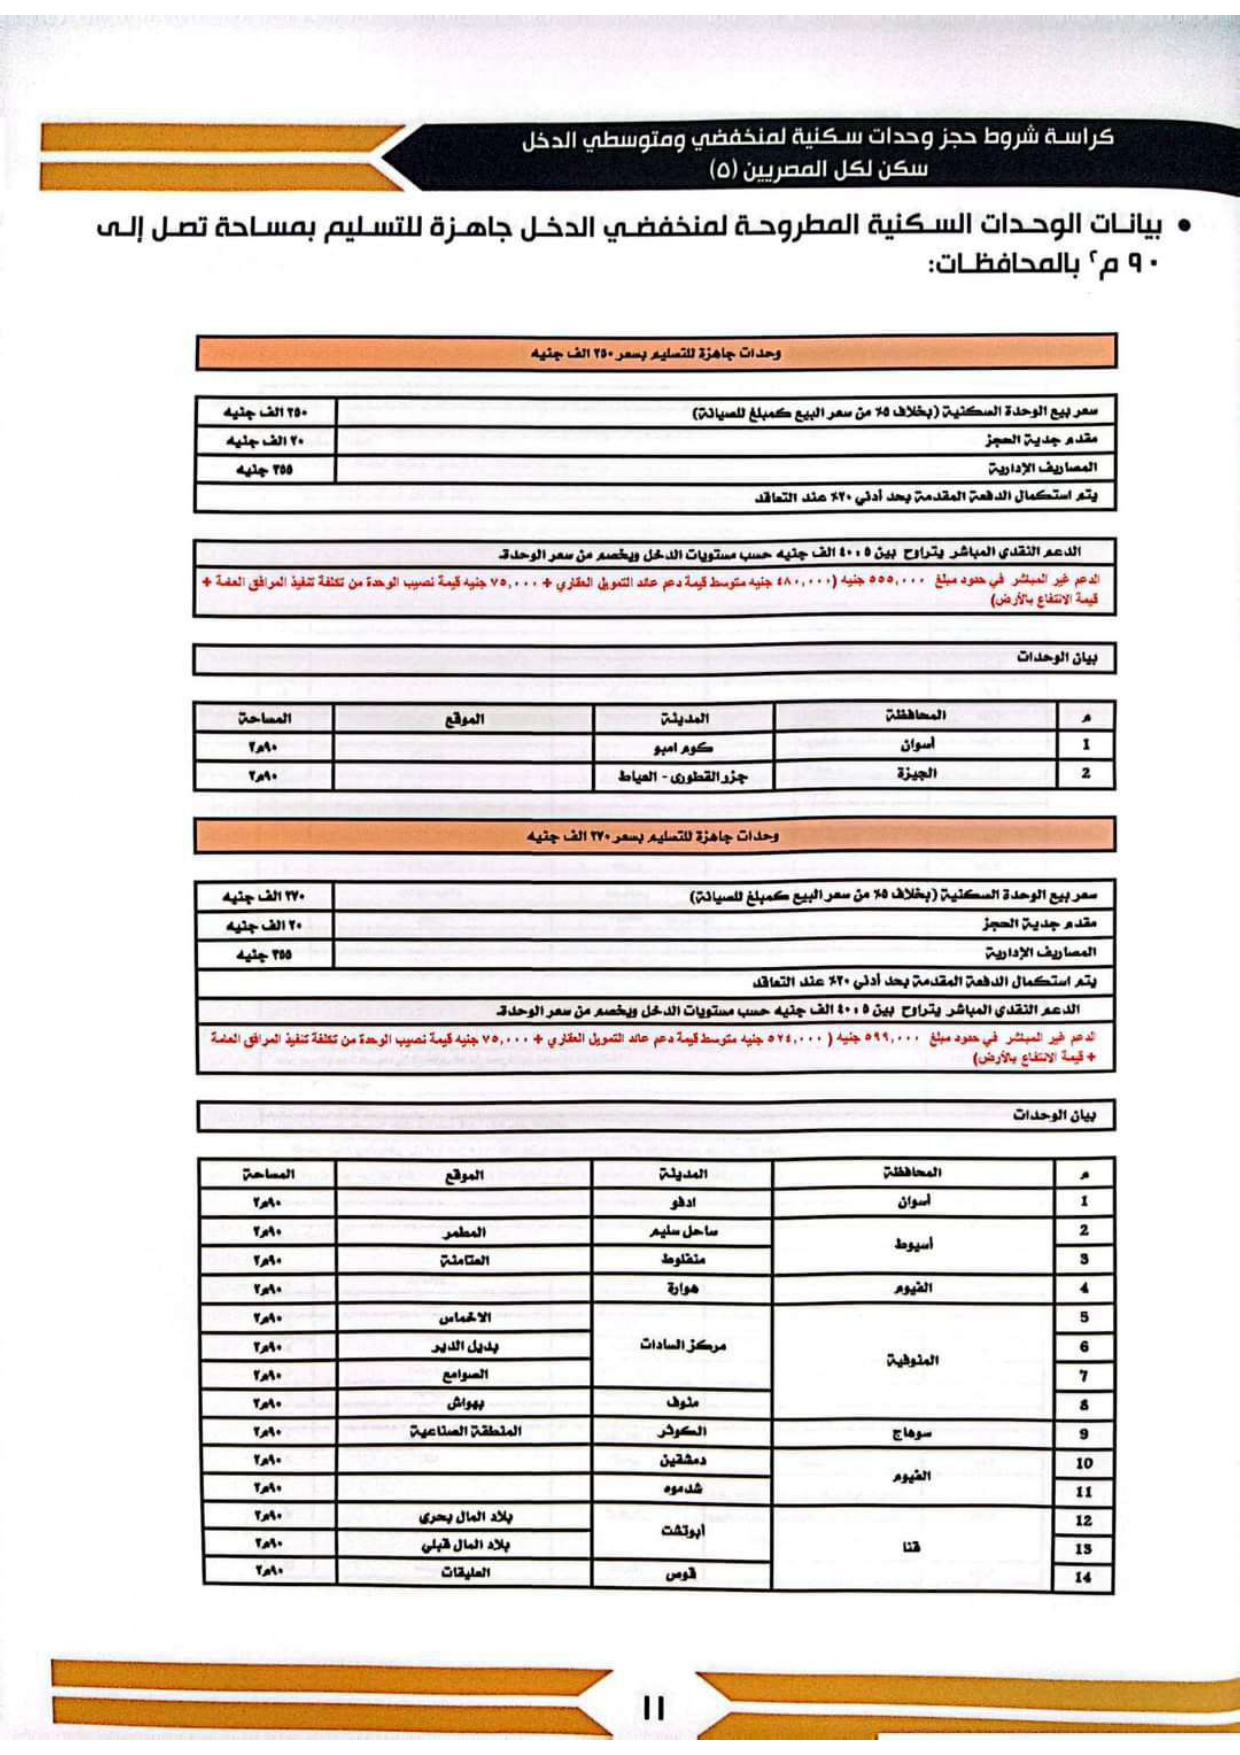 كراسة شروط حجز وحدات سكنية لمنخفضي ومتوسطي الدخل
سكن لكل المصريين (٥)
• بيانات الوحدات السكنية المطروحة لمنخفضي الدخل جاهزة للتسليم بمساحة تصل إلى
٩٠ م٢ بالمحافظات:
وحدات جاهزة للتسليم بسعر ٢٥٠ الف جنيه
سعر بيع الوحدة السكنية (بخلاف ٥٪ من سعر البيع كمبلغ للصيانة) ٢٥٠ الف جنيه
مقدم جدية الحجز ٢٠ الف جنيه
المصاريف الإدارية ٣٥٥ جنيه
يتم استكمال الدفعة المقدمة بحد أدني ٢٠٪ عند التعاقد
الدعم النقدي المباشر يتراوح بين ٥ ، ٤٠ الف جنيه حسب مستويات الدخل ويخصم من سعر الوحدة.
الدعم غير المباشر في حدود مبلغ ٥٥٥,٠٠٠ جنيه (٤٨٠,٠٠٠ جنيه متوسط قيمة دعم عائد التمويل العقاري + ٧٥,٠٠٠ جنيه قيمة نصيب الوحدة من تكلفة تنفيذ المرافق العامة +
قيمة الانتفاع بالأرض)
بيان الوحدات
م المحافظة المدينة الموقع المساحة
1 أسوان كوم امبو ٩٠م٢
2 الجيزة جزر القطورى - العياط ٩٠م٢
وحدات جاهزة للتسليم بسعر ٢٧٠ الف جنيه
سعر بيع الوحدة السكنية (بخلاف ٥٪ من سعر البيع كمبلغ للصيانة) ٢٧٠ الف جنيه
مقدم جدية الحجز ٢٠ الف جنيه
المصاريف الإدارية ٣٥٥ جنيه
يتم استكمال الدفعة المقدمة بحد أدني ٢٠٪ عند التعاقد
الدعم النقدي المباشر يتراوح بين ٥ ، ٤٠ الف جنيه حسب مستويات الدخل ويخصم من سعر الوحدة.
الدعم غير المباشر في حدود مبلغ ٥٩٩,٠٠٠ جنيه ( ٥٢٤,٠٠٠ جنيه متوسط قيمة دعم عائد التمويل العقاري + ٧٥,٠٠٠ جنيه قيمة نصيب الوحدة من تكلفة تنفيذ المرافق العامة
+ قيمة الانتفاع بالأرض)
بيان الوحدات
م المحافظة المدينة الموقع المساحة
1 أسوان ادفو ٩٠م٢
2 أسيوط ساحل سليم المطمر ٩٠م٢
3 منفلوط العتامنة ٩٠م٢
4 الفيوم هوارة ٩٠م٢
5 المنوفية مركز السادات الاخماس ٩٠م٢
6 بديل الدير ٩٠م٢
7 الصوامع ٩٠م٢
8 منوف بهواش ٩٠م٢
9 سوهاج الكوثر المنطقة الصناعية ٩٠م٢
10 الفيوم دمشقين ٩٠م٢
11 شدموه ٩٠م٢
12 قنا أبوتشت بلاد المال بحرى ٩٠م٢
13 بلاد المال قبلي ٩٠م٢
14 قوص العليقات ٩٠م٢
١١